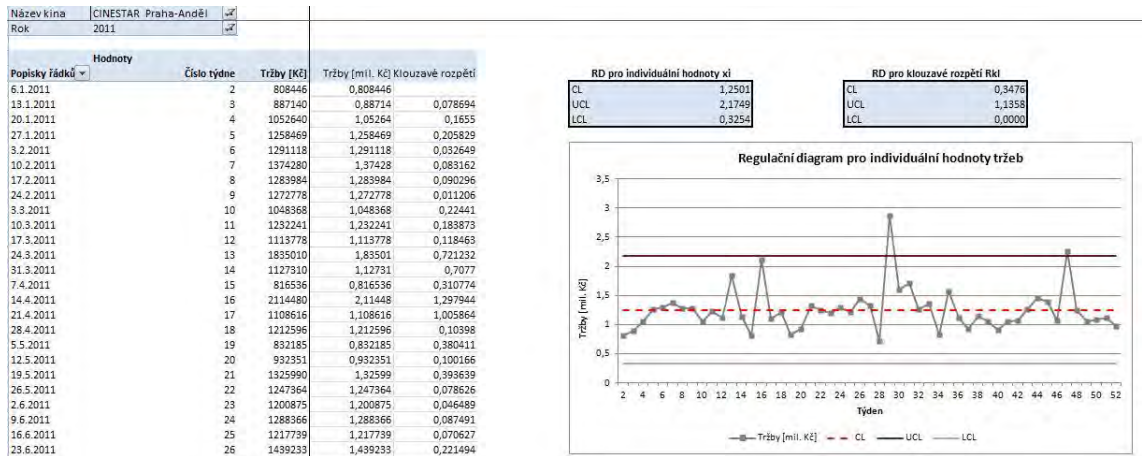 Název kina CINESTAR Praha-Anděl
Rok 2011
Hodnoty
Popisky řádků Číslo týdne Tržby [Kč] Tržby [mil. Kč] Klouzavé rozpětí
6.1.2011 2 808446 0,808446
13.1.2011 3 887140 0,88714 0,078694
20.1.2011 4 1052640 1,05264 0,1655
27.1.2011 5 1258469 1,258469 0,205829
3.2.2011 6 1291118 1,291118 0,032649
10.2.2011 7 1374280 1,37428 0,083162
17.2.2011 8 1283984 1,283984 0,090296
24.2.2011 9 1272778 1,272778 0,011206
3.3.2011 10 1048368 1,048368 0,22441
10.3.2011 11 1232241 1,232241 0,183873
17.3.2011 12 1113778 1,113778 0,118463
24.3.2011 13 1835010 1,83501 0,721232
31.3.2011 14 1127310 1,12731 0,7077
7.4.2011 15 816536 0,816536 0,310774
14.4.2011 16 2114480 2,11448 1,297944
21.4.2011 17 1108616 1,108616 1,005864
28.4.2011 18 1212596 1,212596 0,10398
5.5.2011 19 832185 0,832185 0,380411
12.5.2011 20 932351 0,932351 0,100166
19.5.2011 21 1325990 1,32599 0,393639
26.5.2011 22 1247364 1,247364 0,078626
2.6.2011 23 1200875 1,200875 0,046489
9.6.2011 24 1288366 1,288366 0,087491
16.6.2011 25 1217739 1,217739 0,070627
23.6.2011 26 1439233 1,439233 0,221494
RD pro individuální hodnoty xi
CL 1,2501
UCL 2,1749
LCL 0,3254
RD pro klouzavé rozpětí Rkl
CL 0,3476
UCL 1,1358
LCL 0,0000
Regulační diagram pro individuální hodnoty tržeb
3,5
3
2,5
2
1,5
1
0,5
0
Tržby [mil. Kč]
2 4 6 8 10 12 14 16 18 20 22 24 26 28 30 32 34 36 38 40 42 44 46 48 50 52
Týden
Tržby [mil. Kč] CL UCL LCL